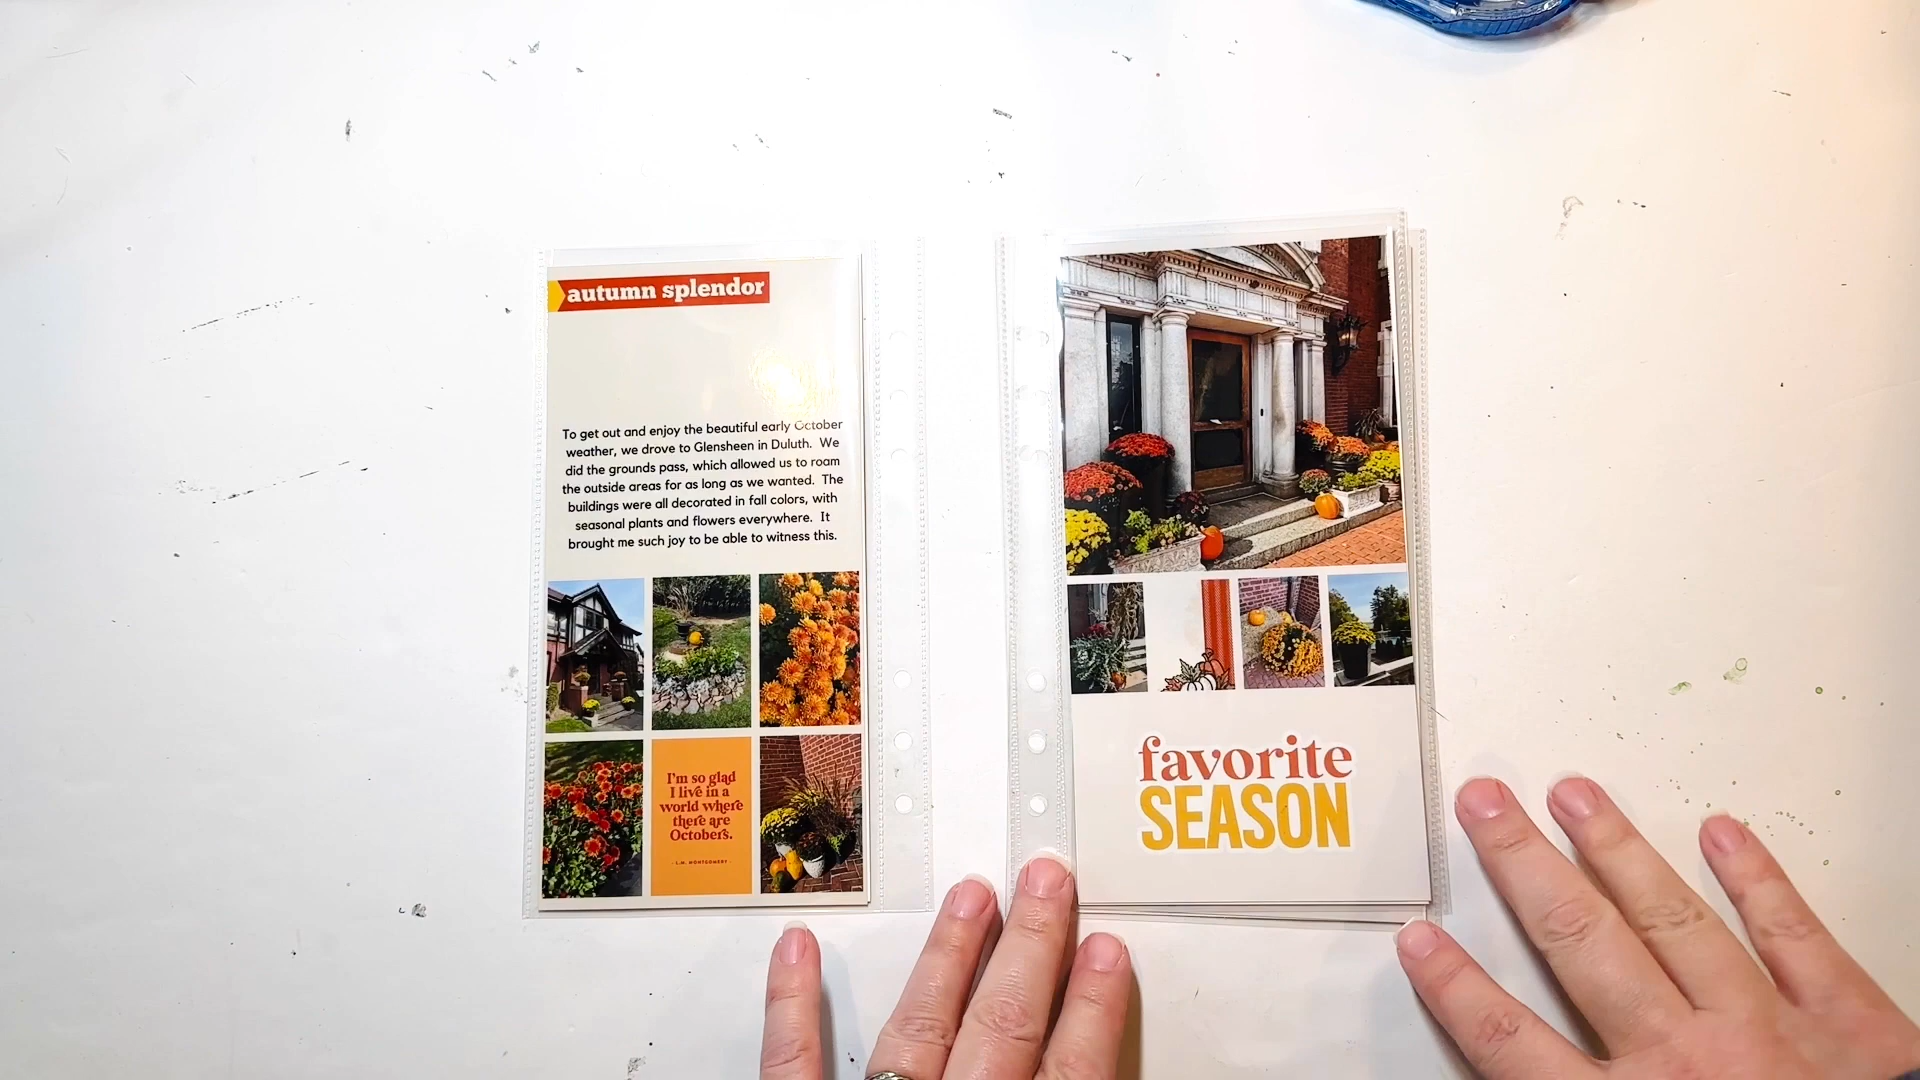 autumn splendor
To get out and enjoy the beautiful early October
weather, we drove to Glensheen in Duluth. We
did the grounds pass, which allowed us to roam
the outside areas for as long as we wanted. The
buildings were all decorated in fall colors, with
seasonal plants and flowers everywhere. It
brought me such joy to be able to witness this.
I'm so glad
I live in a
world where
there are
Octobers.
- L.M. MONTGOMERY -
favorite
SEASON